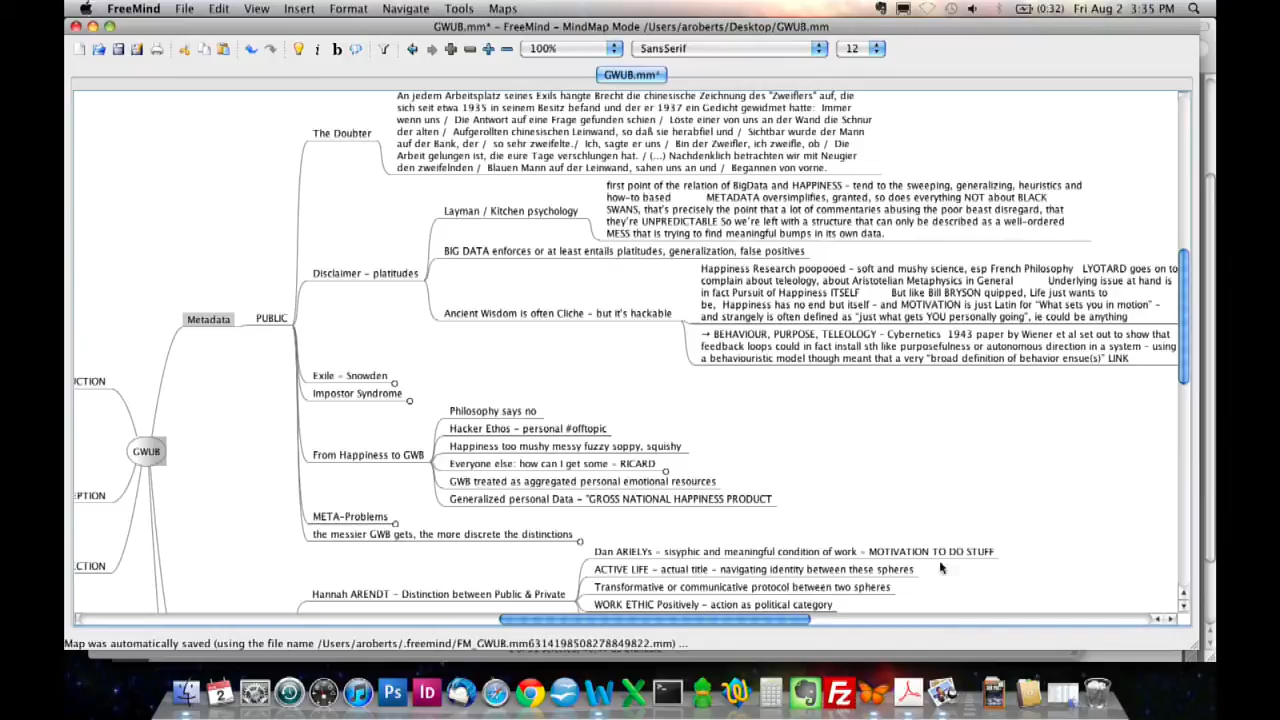 FreeMind File Edit View Insert Format Navigate Tools Maps (0:32) Fri Aug 2 3:35 PM
GWUB.mm* – FreeMind – MindMap Mode /Users/aroberts/Desktop/GWUB.mm
100% SansSerif 12
GWUB.mm*
An jedem Arbeitsplatz seines Exils hangte Brecht die chinesische Zeichnung des "Zweiflers" auf, die
sich seit etwa 1935 in seinem Besitz befand und der er 1937 ein Gedicht gewidmet hatte: Immer
wenn uns / Die Antwort auf eine Frage gefunden schien / Löste einer von uns an der Wand die Schnur
der alten / Aufgerollten chinesischen Leinwand, so daß sie herabfiel und / Sichtbar wurde der Mann
auf der Bank, der / so sehr zweifelte./ Ich, sagte er uns / Bin der Zweifler, ich zweifle, ob / Die
Arbeit gelungen ist, die eure Tage verschlungen hat. / (...) Nachdenklich betrachten wir mit Neugier
den zweifelnden / Blauen Mann auf der Leinwand, sahen uns an und / Begannen von vorne.
The Doubter
first point of the relation of BigData and HAPPINESS – tend to the sweeping, generalizing, heuristics and
how-to based METADATA oversimplifies, granted, so does everything NOT about BLACK
SWANS, that's precisely the point that a lot of commentaries abusing the poor beast disregard, that
they're UNPREDICTABLE So we're left with a structure that can only be described as a well-ordered
MESS that is trying to find meaningful bumps in its own data.
Layman / Kitchen psychology
BIG DATA enforces or at least entails platitudes, generalization, false positives
Disclaimer – platitudes
Happiness Research poopooed – soft and mushy science, esp French Philosophy LYOTARD goes on to
complain about teleology, about Aristotelian Metaphysics in General Underlying issue at hand is
in fact Pursuit of Happiness ITSELF But like Bill BRYSON quipped, Life just wants to
be, Happiness has no end but itself – and MOTIVATION is just Latin for "What sets you in motion" –
and strangely is often defined as "just what gets YOU personally going", ie could be anything
Ancient Wisdom is often Cliche – but it's hackable
→ BEHAVIOUR, PURPOSE, TELEOLOGY – Cybernetics 1943 paper by Wiener et al set out to show that
feedback loops could in fact install sth like purposefulness or autonomous direction in a system – using
a behaviouristic model though meant that a very "broad definition of behavior ensue(s)" LINK
Metadata
PUBLIC
Exile – Snowden
Impostor Syndrome
ICTION
Philosophy says no
Hacker Ethos – personal #offtopic
Happiness too mushy messy fuzzy soppy, squishy
From Happiness to GWB
Everyone else: how can I get some – RICARD
GWB treated as aggregated personal emotional resources
Generalized personal Data – "GROSS NATIONAL HAPPINESS PRODUCT
GWUB
EPTION
META-Problems
the messier GWB gets, the more discrete the distinctions
Dan ARIELYs – sisyphic and meaningful condition of work – MOTIVATION TO DO STUFF
ACTIVE LIFE – actual title – navigating identity between these spheres
CTION
Transformative or communicative protocol between two spheres
Hannah ARENDT – Distinction between Public & Private
WORK ETHIC Positively – action as political category
Map was automatically saved (using the file name /Users/aroberts/.freemind/FM_GWUB.mm6314198508278849822.mm) ...